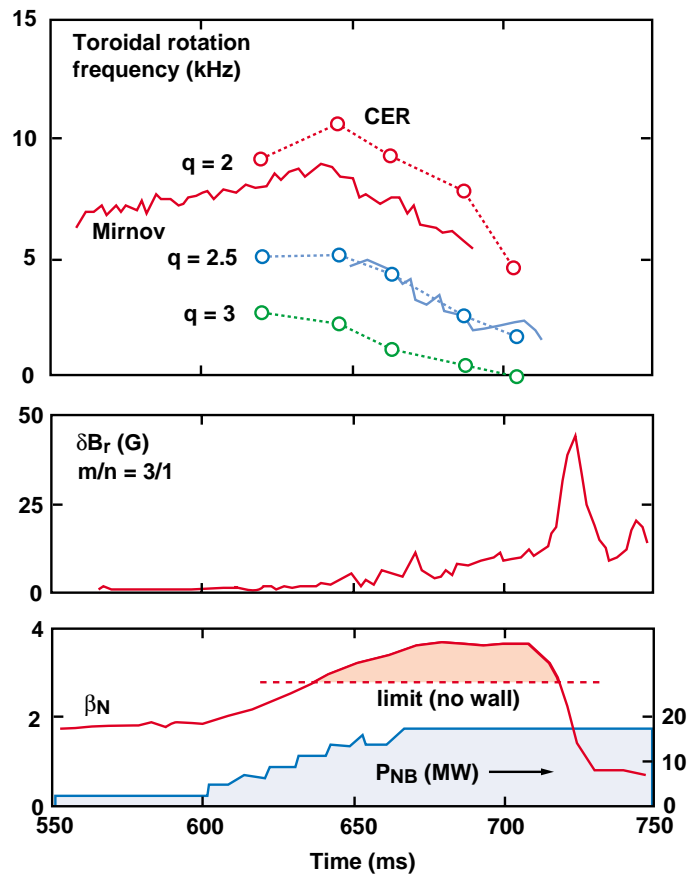 15
Toroidal rotation
frequency (kHz)
CER
10
q = 2
Mirnov
5
q = 2.5
q = 3
0
50
δBr (G)
m/n = 3/1
25
0
4
βN
limit (no wall)
2
20
PNB (MW)
10
0
0
550
600
650
700
750
Time (ms)